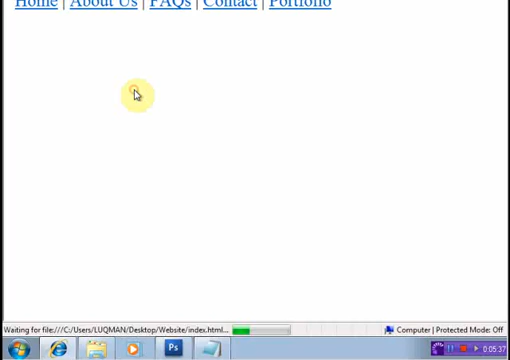 Home | About Us | FAQs | Contact | Portfolio
Waiting for file:///C:/Users/LUQMAN/Desktop/Website/index.html...
Computer | Protected Mode: Off
Ps
0:05:37